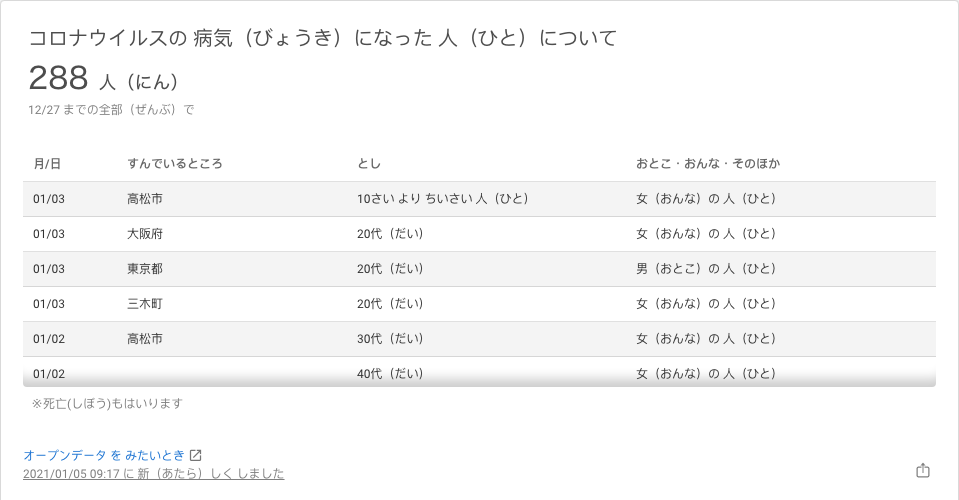 コロナウイルスの 病気（びょうき）になった 人（ひと）について
288 人（にん）
12/27 までの全部（ぜんぶ）で
月/日 すんでいるところ とし おとこ・おんな・そのほか
01/03 高松市 10さい より ちいさい 人（ひと） 女（おんな）の 人（ひと）
01/03 大阪府 20代（だい） 女（おんな）の 人（ひと）
01/03 東京都 20代（だい） 男（おとこ）の 人（ひと）
01/03 三木町 20代（だい） 女（おんな）の 人（ひと）
01/02 高松市 30代（だい） 女（おんな）の 人（ひと）
01/02 40代（だい） 女（おんな）の 人（ひと）
※死亡(しぼう)もはいります
オープンデータ を みたいとき
2021/01/05 09:17 に 新（あたら）しく しました